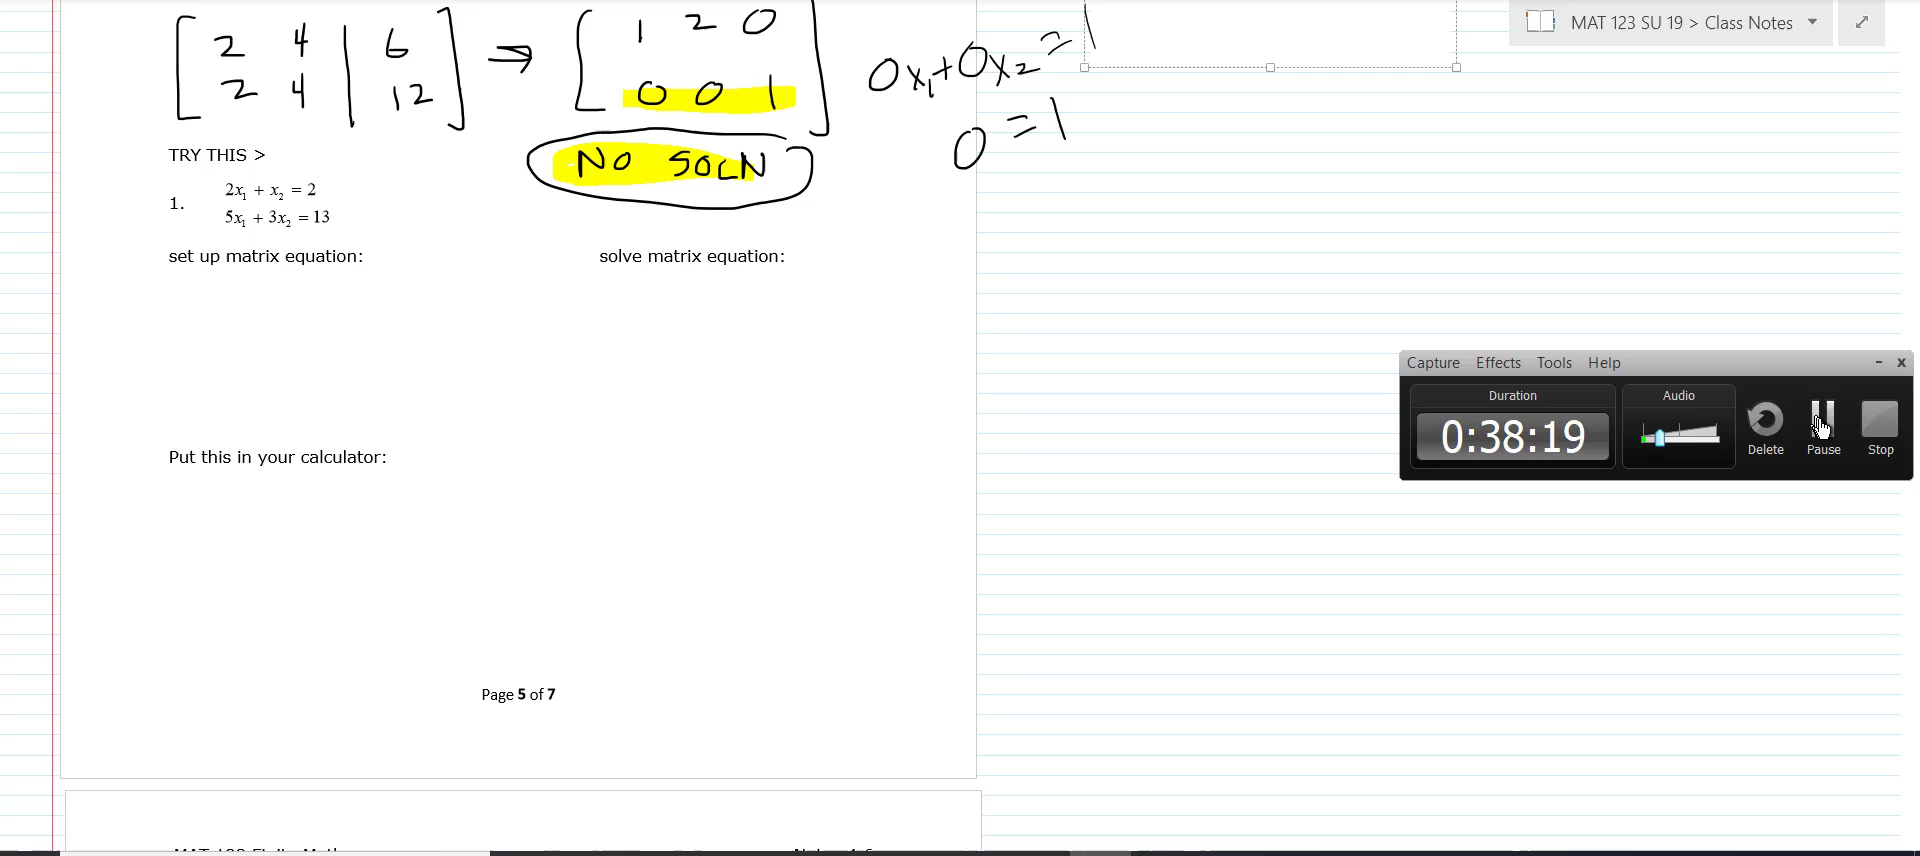 MAT 123 SU 19 > Class Notes
2 4 | 6 ⇒ 1 2 0
2 4 | 12 0 0 1
0x₁+0x₂=1
0=1
NO SOLN
TRY THIS >
1.
2x₁ + x₂ = 2
5x₁ + 3x₂ = 13
set up matrix equation: solve matrix equation:
Put this in your calculator:
Page 5 of 7
Capture Effects Tools Help - x
Duration
Audio
0:38:19
Delete Pause Stop